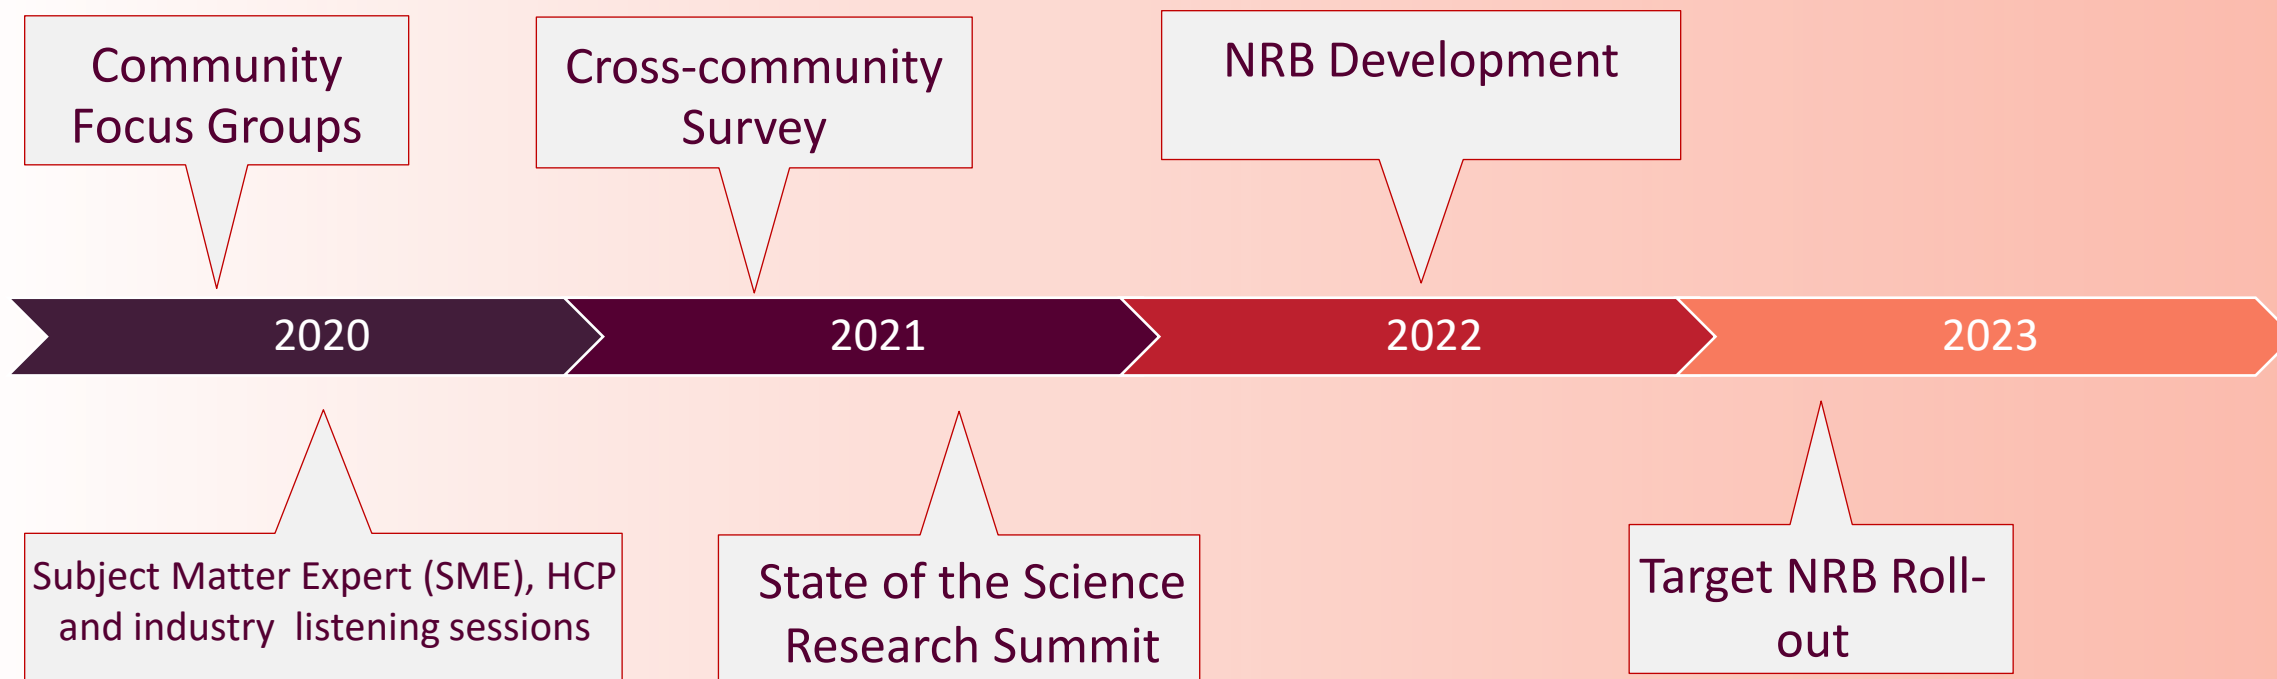 Community
Focus Groups
Cross-community
Survey
NRB Development
2020
2021
2022
2023
Subject Matter Expert (SME), HCP
and industry  listening sessions
State of the Science
Research Summit
Target NRB Roll-
out